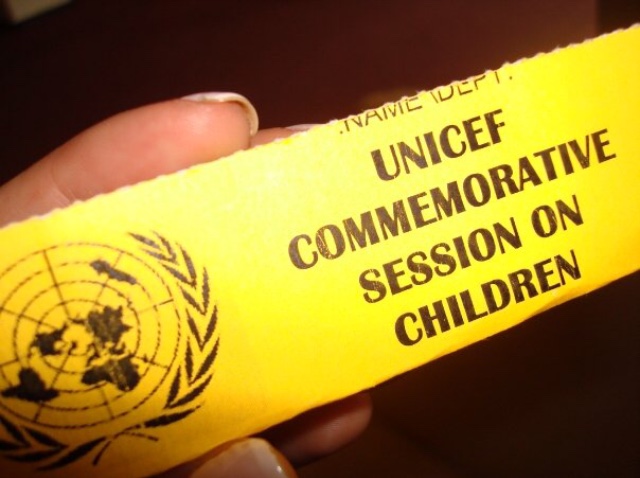 .NAME\DEPT.
UNICEF
COMMEMORATIVE
SESSION ON
CHILDREN